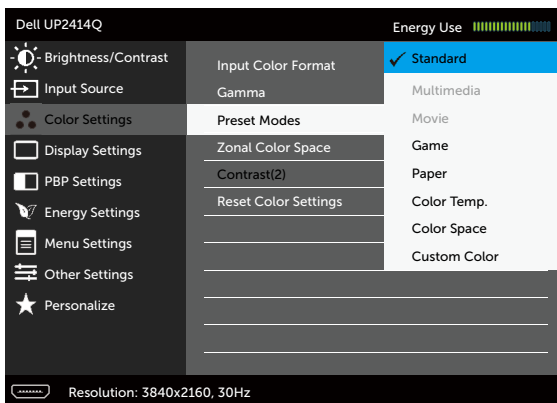 Dell UP2414Q
Energy Use
Brightness/Contrast
Input Source
Color Settings
Display Settings
PBP Settings
Energy Settings
Menu Settings
Other Settings
Personalize
Input Color Format
Gamma
Preset Modes
Zonal Color Space
Contrast(2)
Reset Color Settings
Standard
Multimedia
Movie
Game
Paper
Color Temp.
Color Space
Custom Color
Resolution: 3840x2160, 30Hz